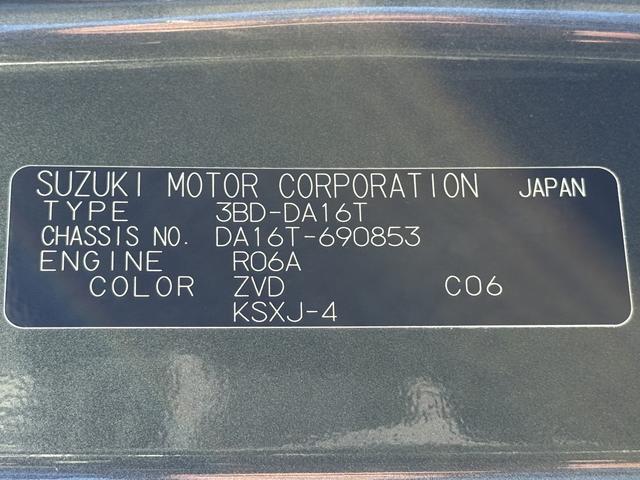 SUZUKI MOTOR CORPORATION JAPAN
TYPE 3BD-DA16T
CHASSIS NO. DA16T-690853
ENGINE R06A
COLOR ZVD C06
KSXJ-4